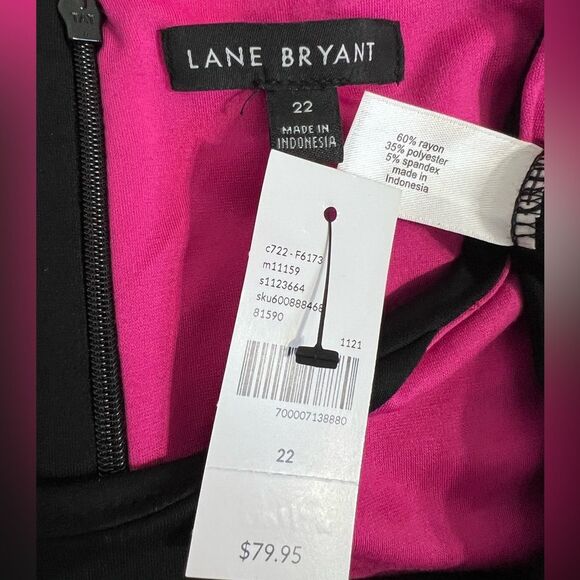 LANE BRYANT
22
MADE IN
INDONESIA
60% rayon
35% polyester
5% spandex
made in
Indonesia
c722 - F6173
m11159
s1123664
sku600888468
81590
1121
700007138880
22
$79.95